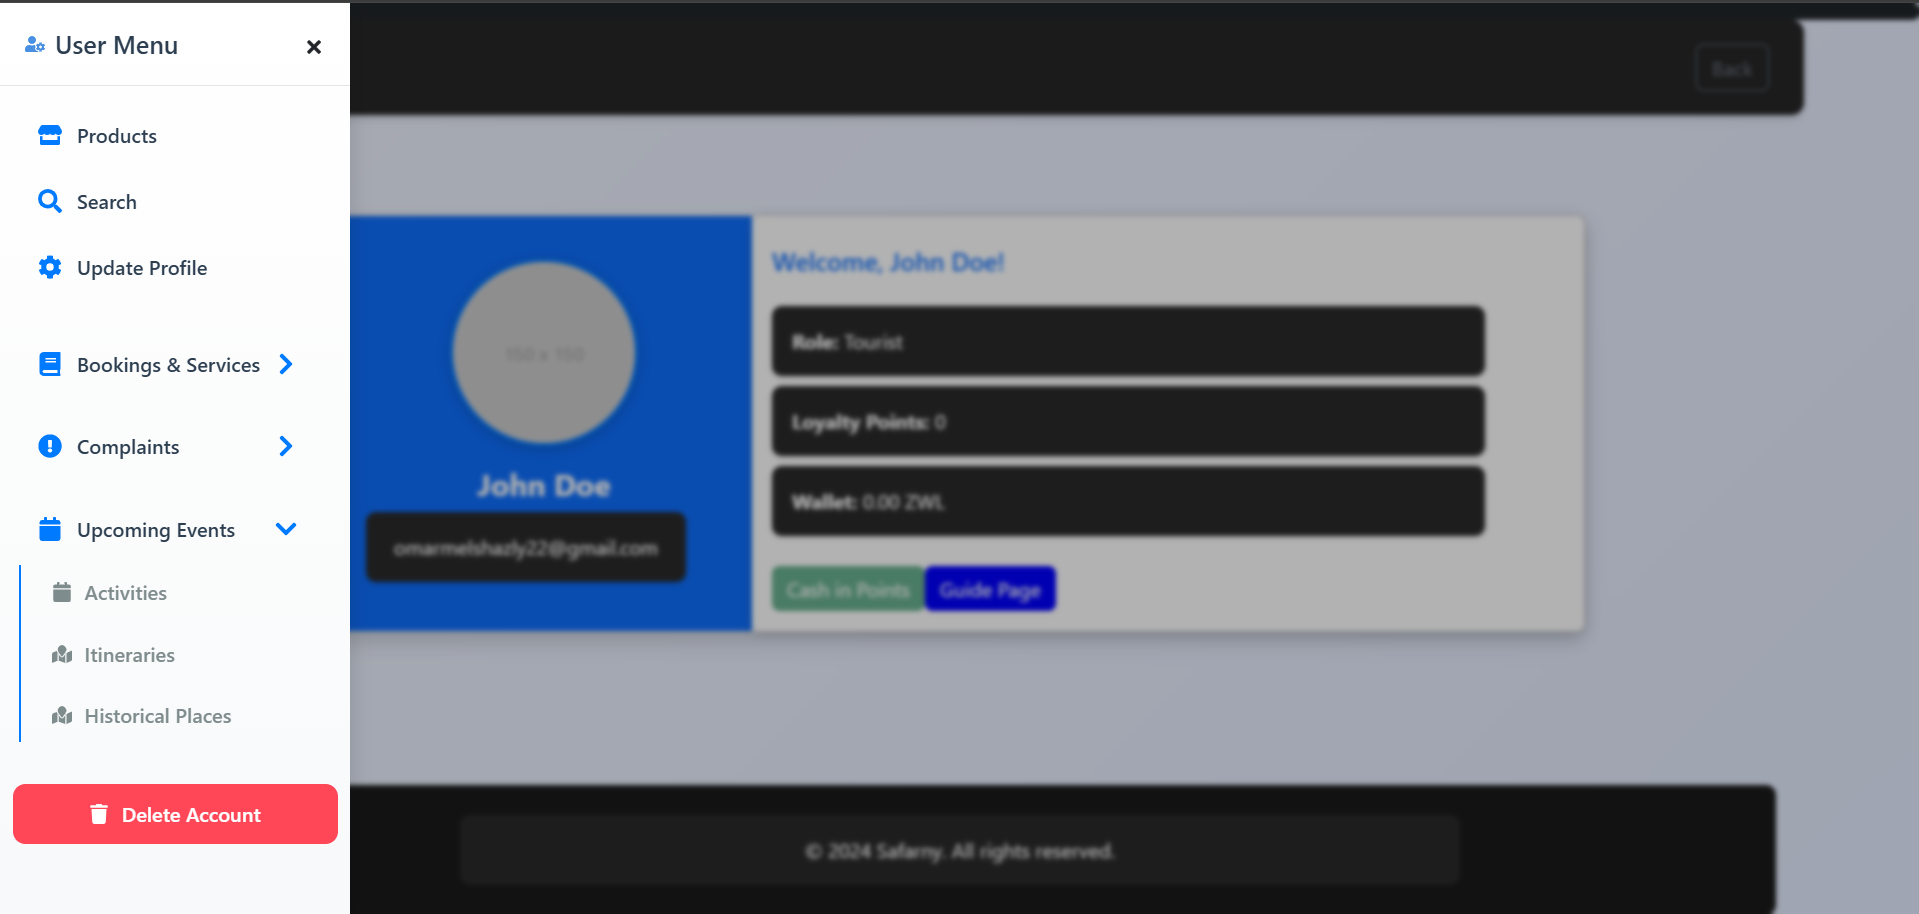 User Menu
Products
Search
Update Profile
Bookings & Services
Complaints
Upcoming Events
Activities
Itineraries
Historical Places
Delete Account
Back
150 x 150
John Doe
omarmelshazly22@gmail.com
Welcome, John Doe!
Role: Tourist
Loyalty Points: 0
Wallet: 0.00 ZWL
Cash in Points
Guide Page
© 2024 Safarny. All rights reserved.